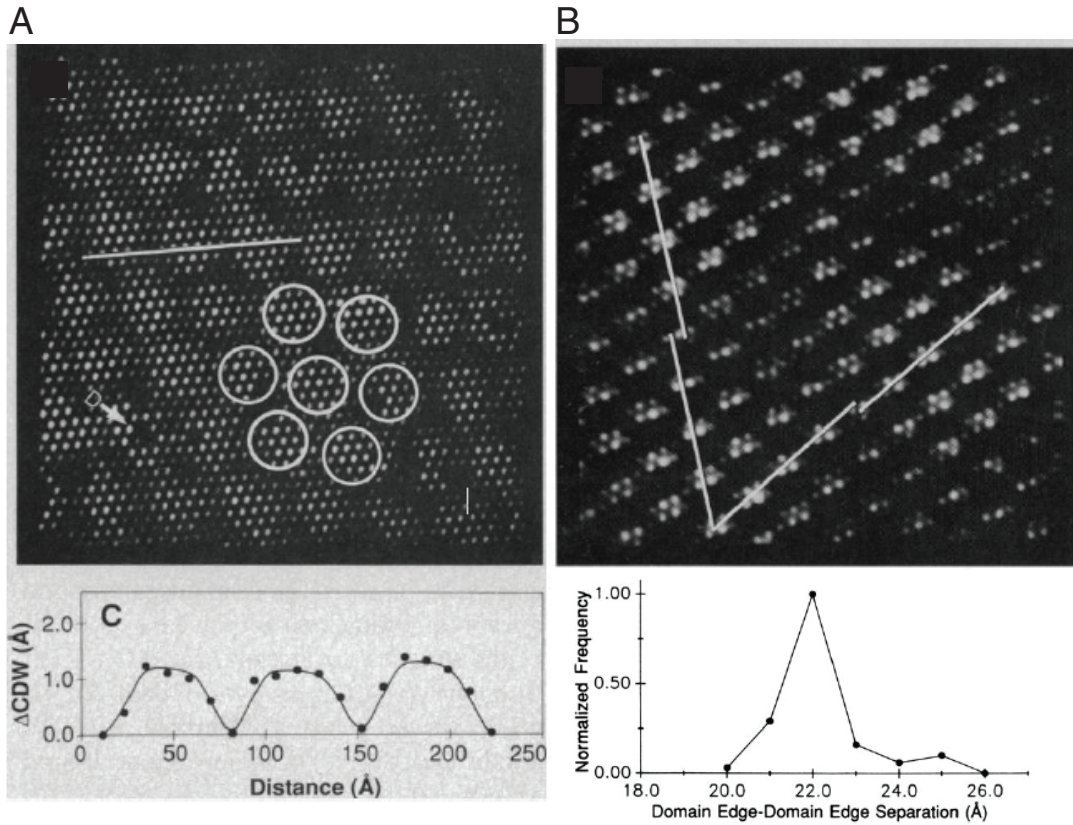 A
B
D
C
2.0
1.0
0.0
ΔCDW (Å)
0
50
100
150
200
250
Distance (Å)
1.00
0.50
0.00
Normalized Frequency
18.0
20.0
22.0
24.0
26.0
Domain Edge-Domain Edge Separation (Å)